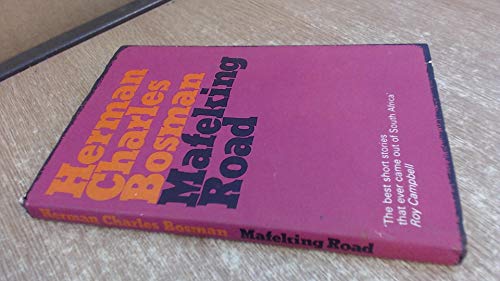 Herman
Charles
Bosman
Mafeking
Road
'The best short stories
that ever came out of South Africa'
Roy Campbell
Herman Charles Bosman Mafeking Road